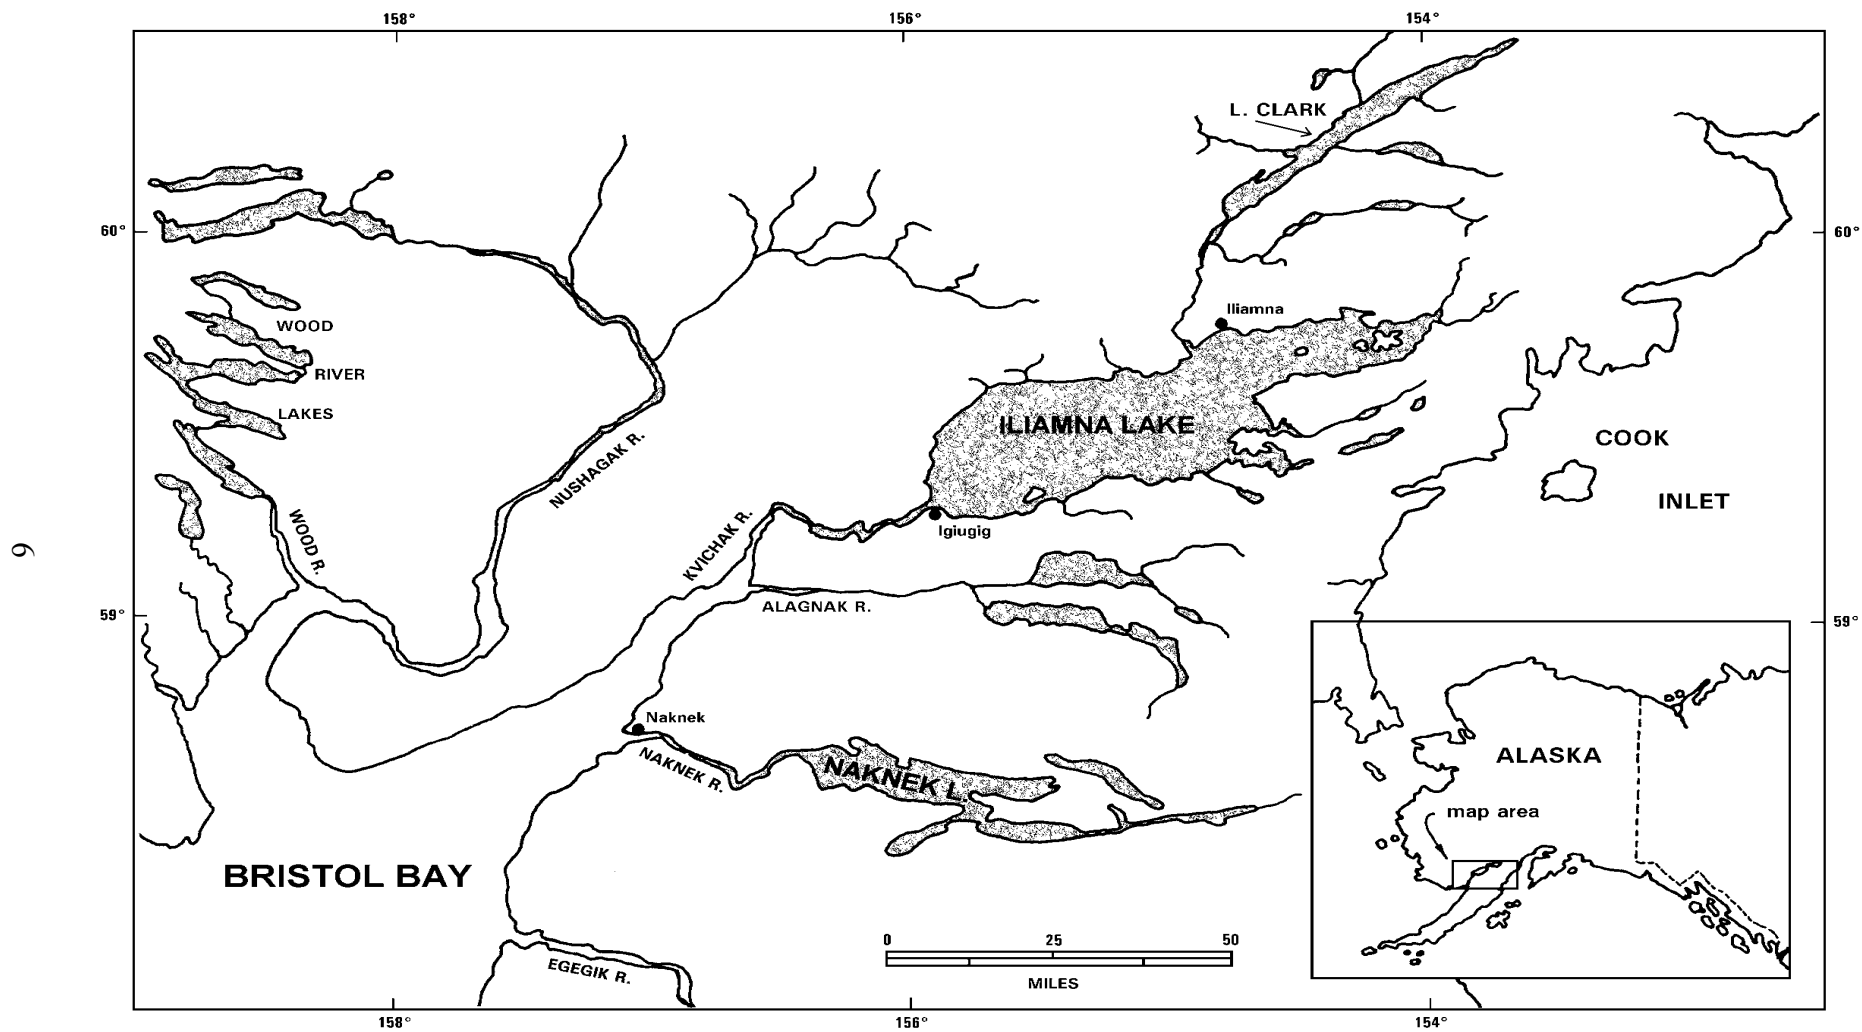 158°
156°
154°
L. CLARK
60°
60°
Iliamna
WOOD
RIVER
LAKES
ILIAMNA LAKE
NUSHAGAK R.
COOK
INLET
WOOD R.
KVICHAK R.
Igiugig
9
ALAGNAK R.
59°
59°
Naknek
NAKNEK R.
NAKNEK L.
ALASKA
map area
BRISTOL BAY
EGEGIK R.
0 25 50
MILES
158°
156°
154°